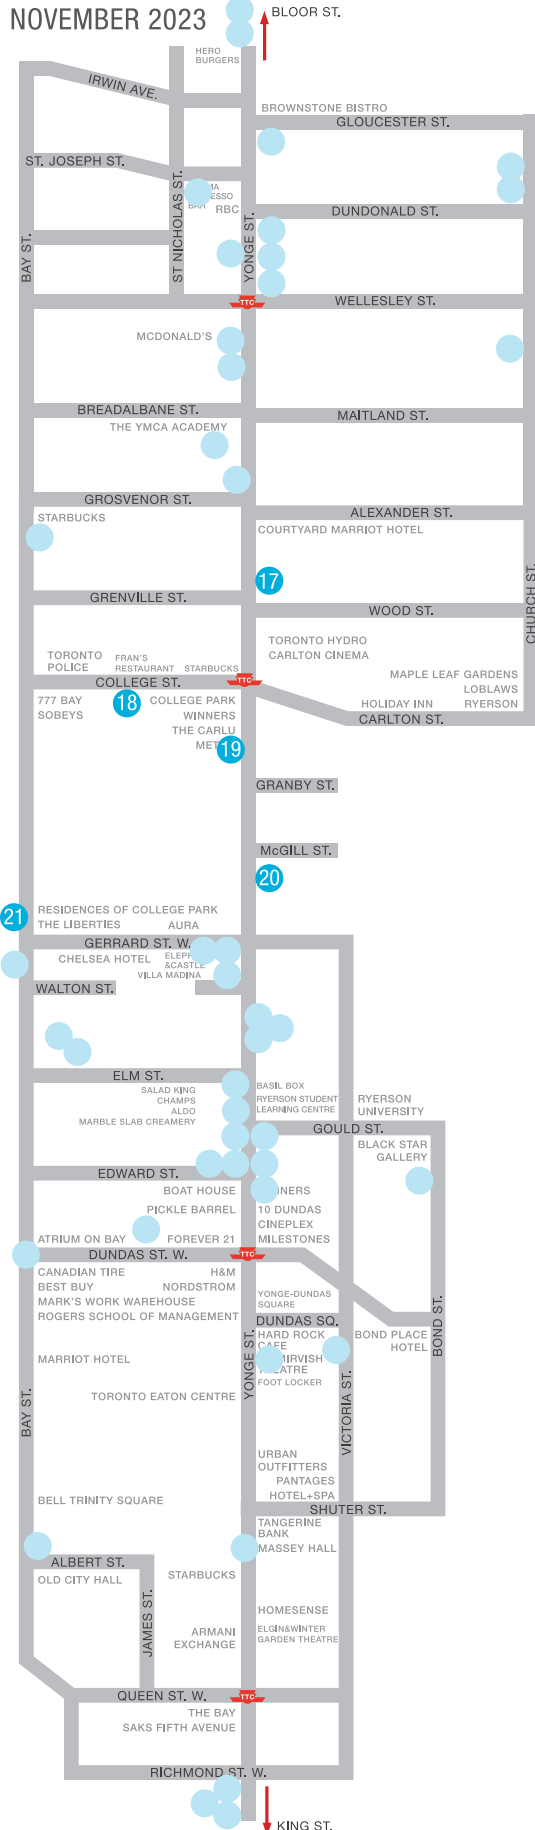 NOVEMBER 2023
BLOOR ST.
HERO
BURGERS
IRWIN AVE.
BROWNSTONE BISTRO
GLOUCESTER ST.
ST. JOSEPH ST.
ST NICHOLAS ST.
RBC
DUNDONALD ST.
BAY ST.
YONGE ST.
TTC
WELLESLEY ST.
MCDONALD'S
BREADALBANE ST.
MAITLAND ST.
THE YMCA ACADEMY
GROSVENOR ST.
STARBUCKS
ALEXANDER ST.
COURTYARD MARRIOT HOTEL
17
CHURCH ST.
GRENVILLE ST.
WOOD ST.
TORONTO HYDRO
CARLTON CINEMA
TORONTO
POLICE
FRAN'S
RESTAURANT
STARBUCKS
COLLEGE ST.
TTC
MAPLE LEAF GARDENS
LOBLAWS
HOLIDAY INN
RYERSON
CARLTON ST.
777 BAY
SOBEYS
18
COLLEGE PARK
WINNERS
THE CARLU
19
GRANBY ST.
McGILL ST.
20
21
RESIDENCES OF COLLEGE PARK
THE LIBERTIES
AURA
GERRARD ST. W.
CHELSEA HOTEL
&CASTLE
VILLA MADINA
WALTON ST.
ELM ST.
SALAD KING
CHAMPS
ALDO
MARBLE SLAB CREAMERY
BASIL BOX
RYERSON STUDENT
LEARNING CENTRE
RYERSON
UNIVERSITY
GOULD ST.
BLACK STAR
GALLERY
EDWARD ST.
BOAT HOUSE
PICKLE BARREL
10 DUNDAS
CINEPLEX
MILESTONES
ATRIUM ON BAY
FOREVER 21
DUNDAS ST. W.
TTC
CANADIAN TIRE
H&M
BEST BUY
NORDSTROM
MARK'S WORK WAREHOUSE
ROGERS SCHOOL OF MANAGEMENT
YONGE-DUNDAS
SQUARE
DUNDAS SQ.
HARD ROCK
CAFE
MIRVISH
FOOT LOCKER
BOND PLACE
HOTEL
BOND ST.
YONGE ST.
VICTORIA ST.
BAY ST.
MARRIOT HOTEL
TORONTO EATON CENTRE
URBAN
OUTFITTERS
PANTAGES
HOTEL+SPA
BELL TRINITY SQUARE
SHUTER ST.
TANGERINE
BANK
MASSEY HALL
ALBERT ST.
OLD CITY HALL
STARBUCKS
JAMES ST.
HOMESENSE
ARMANI
EXCHANGE
ELGIN&WINTER
GARDEN THEATRE
QUEEN ST. W.
TTC
THE BAY
SAKS FIFTH AVENUE
RICHMOND ST. W.
KING ST.